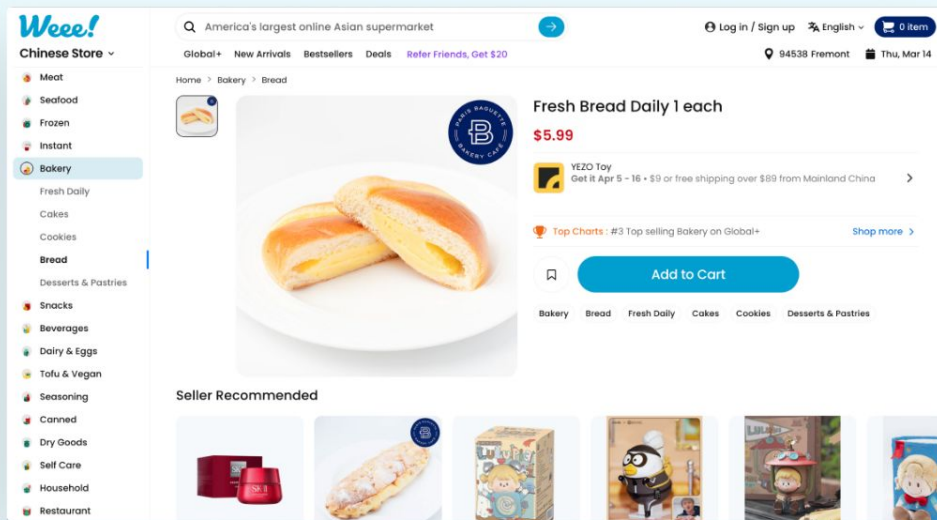 Weee!
America's largest online Asian supermarket
Log in / Sign up
English
0 item
Chinese Store
Global+ New Arrivals Bestsellers Deals Refer Friends, Get $20
94538 Fremont
Thu, Mar 14
Meat
Seafood
Frozen
Instant
Bakery
Fresh Daily
Cakes
Cookies
Bread
Desserts & Pastries
Snacks
Beverages
Dairy & Eggs
Tofu & Vegan
Seasoning
Canned
Dry Goods
Self Care
Household
Restaurant
Home > Bakery > Bread
PARIS BAGUETTE
B
BAKERY CAFÉ
Fresh Bread Daily 1 each
$5.99
YEZO Toy
Get it Apr 5 - 16 • $9 or free shipping over $89 from Mainland China
Top Charts : #3 Top selling Bakery on Global+
Shop more
Add to Cart
Bakery Bread Fresh Daily Cakes Cookies Desserts & Pastries
Seller Recommended